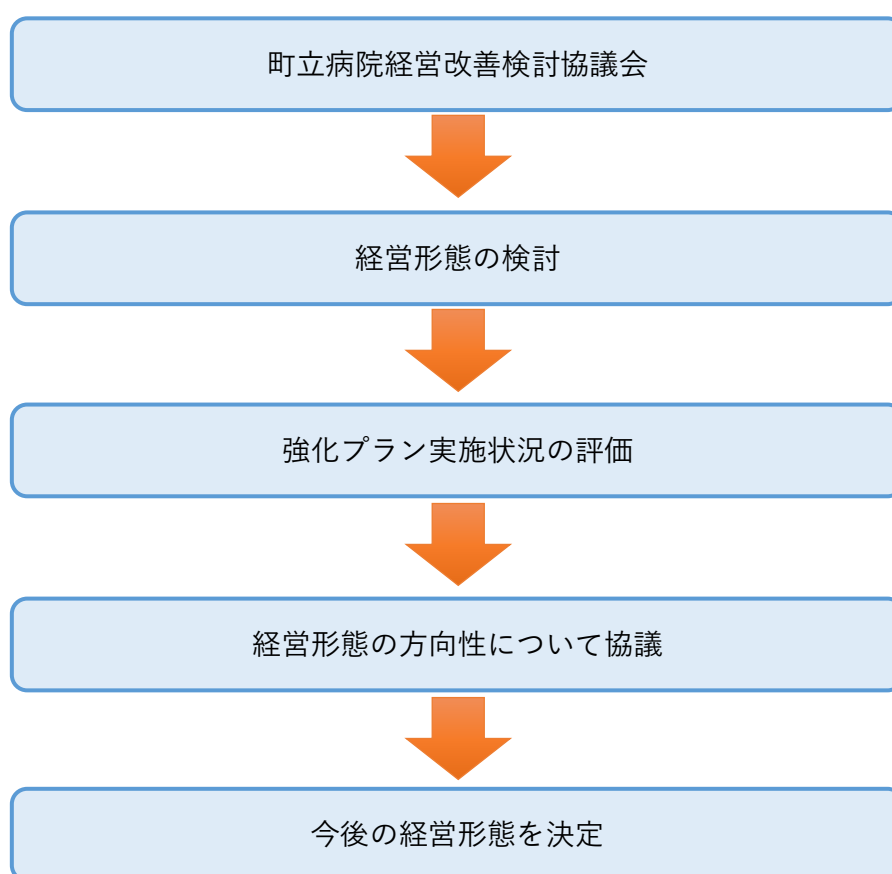 町立病院経営改善検討協議会
経営形態の検討
強化プラン実施状況の評価
経営形態の方向性について協議
今後の経営形態を決定